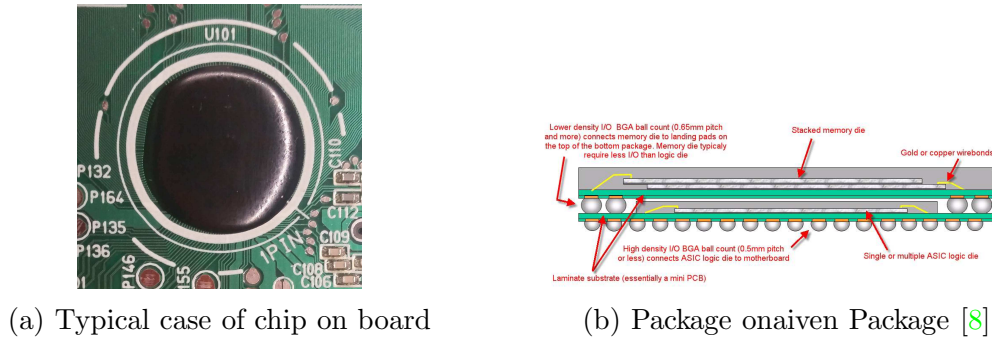 U101
P132
P164
P135
P136
P146
155
1PIN
C110
C112
C109
C108
C106
Lower density I/O BGA ball count (0.65mm pitch
and more) connects memory die to landing pads on
the top of the bottom package. Memory die typicaly
require less I/O than logic die
Stacked memory die
Gold or copper wirebonds
High density I/O BGA ball count (0.5mm pitch
or less) connects ASIC logic die to motherboard
Single or multiple ASIC logic die
Laminate substrate (essentially a mini PCB)
(a) Typical case of chip on board
(b) Package onaiven Package [8]